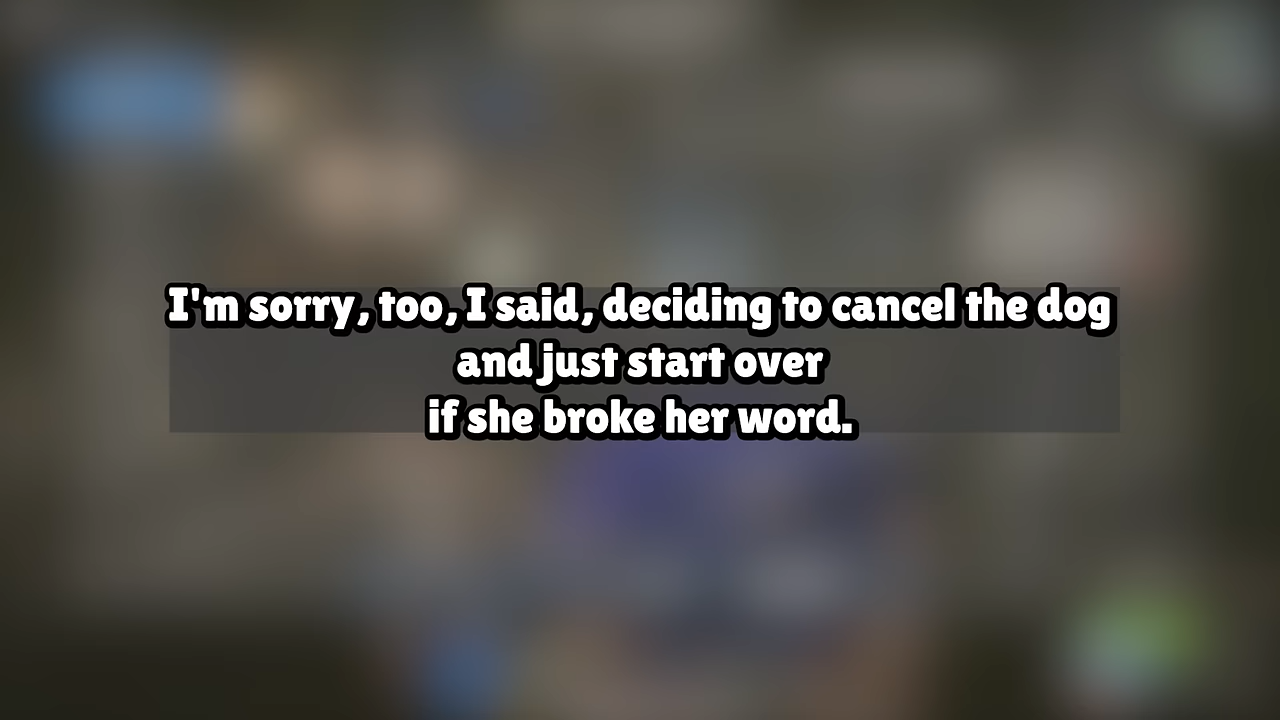 I'm sorry, too, I said, deciding to cancel the dog
and just start over
if she broke her word.